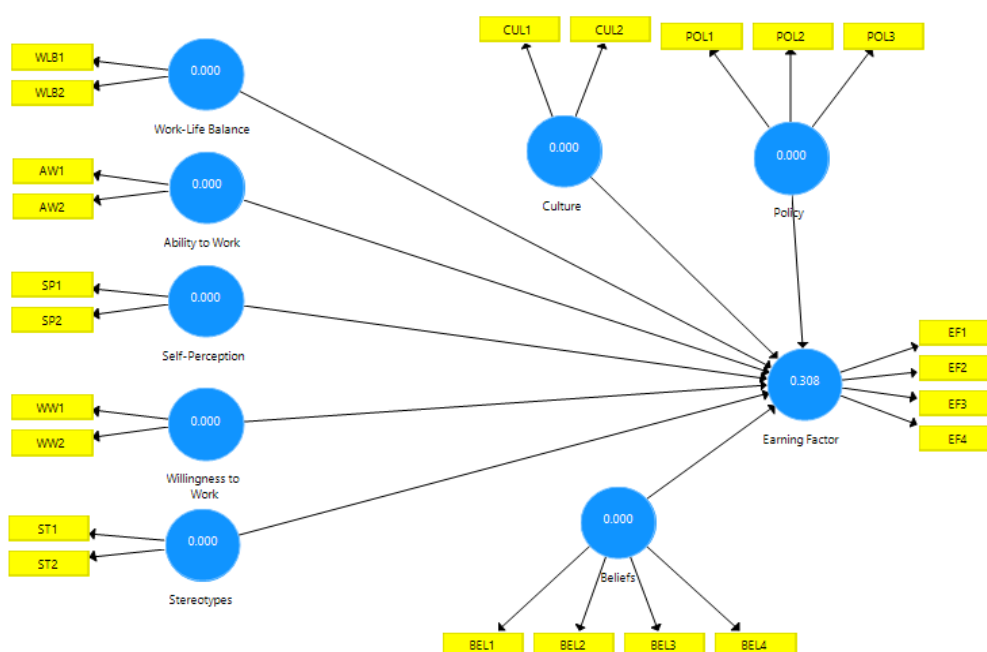 CUL1
CUL2
POL1
POL2
POL3
WLB1
WLB2
0.000
Work-Life Balance
0.000
Culture
0.000
Policy
AW1
AW2
0.000
Ability to Work
SP1
SP2
0.000
Self-Perception
0.308
Earning Factor
EF1
EF2
EF3
EF4
WW1
WW2
0.000
Willingness to
Work
ST1
ST2
0.000
Stereotypes
0.000
Beliefs
BEL1
BEL2
BEL3
BEL4